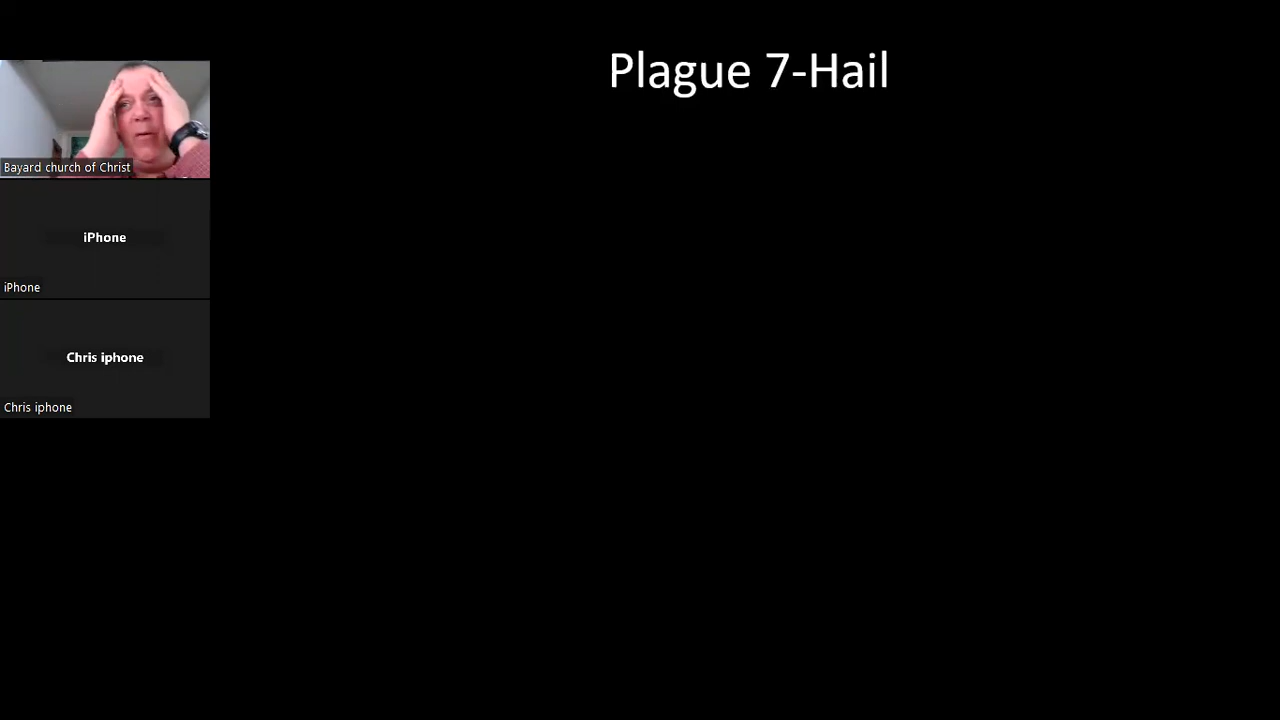 Plague 7-Hail
Bayard church of Christ
iPhone
iPhone
Chris iphone
Chris iphone